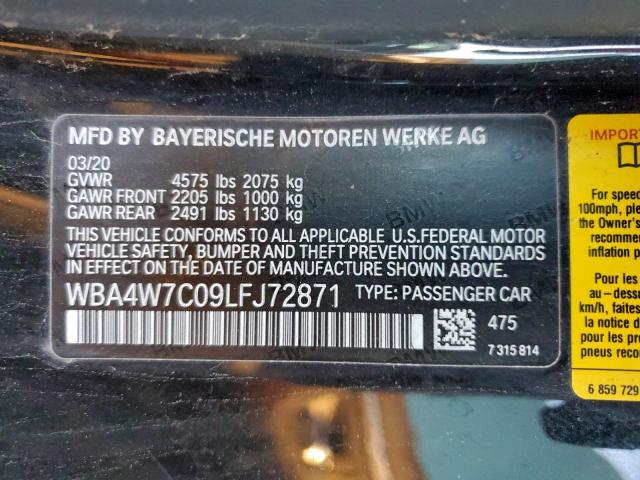 MFD BY BAYERISCHE MOTOREN WERKE AG
03/20
GVWR 4575 lbs 2075 kg
GAWR FRONT 2205 lbs 1000 kg
GAWR REAR 2491 lbs 1130 kg
THIS VEHICLE CONFORMS TO ALL APPLICABLE U.S.FEDERAL MOTOR
VEHICLE SAFETY, BUMPER AND THEFT PREVENTION STANDARDS
IN EFFECT ON THE DATE OF MANUFACTURE SHOWN ABOVE.
WBA4W7C09LFJ72871 TYPE: PASSENGER CAR
475
7 315 814
For speed
100mph, ple
the Owner's
recommen
inflation p
Pour les
au-dessu
km/h, faites
la notice d
pour les pr
pneus reco
6 859 729